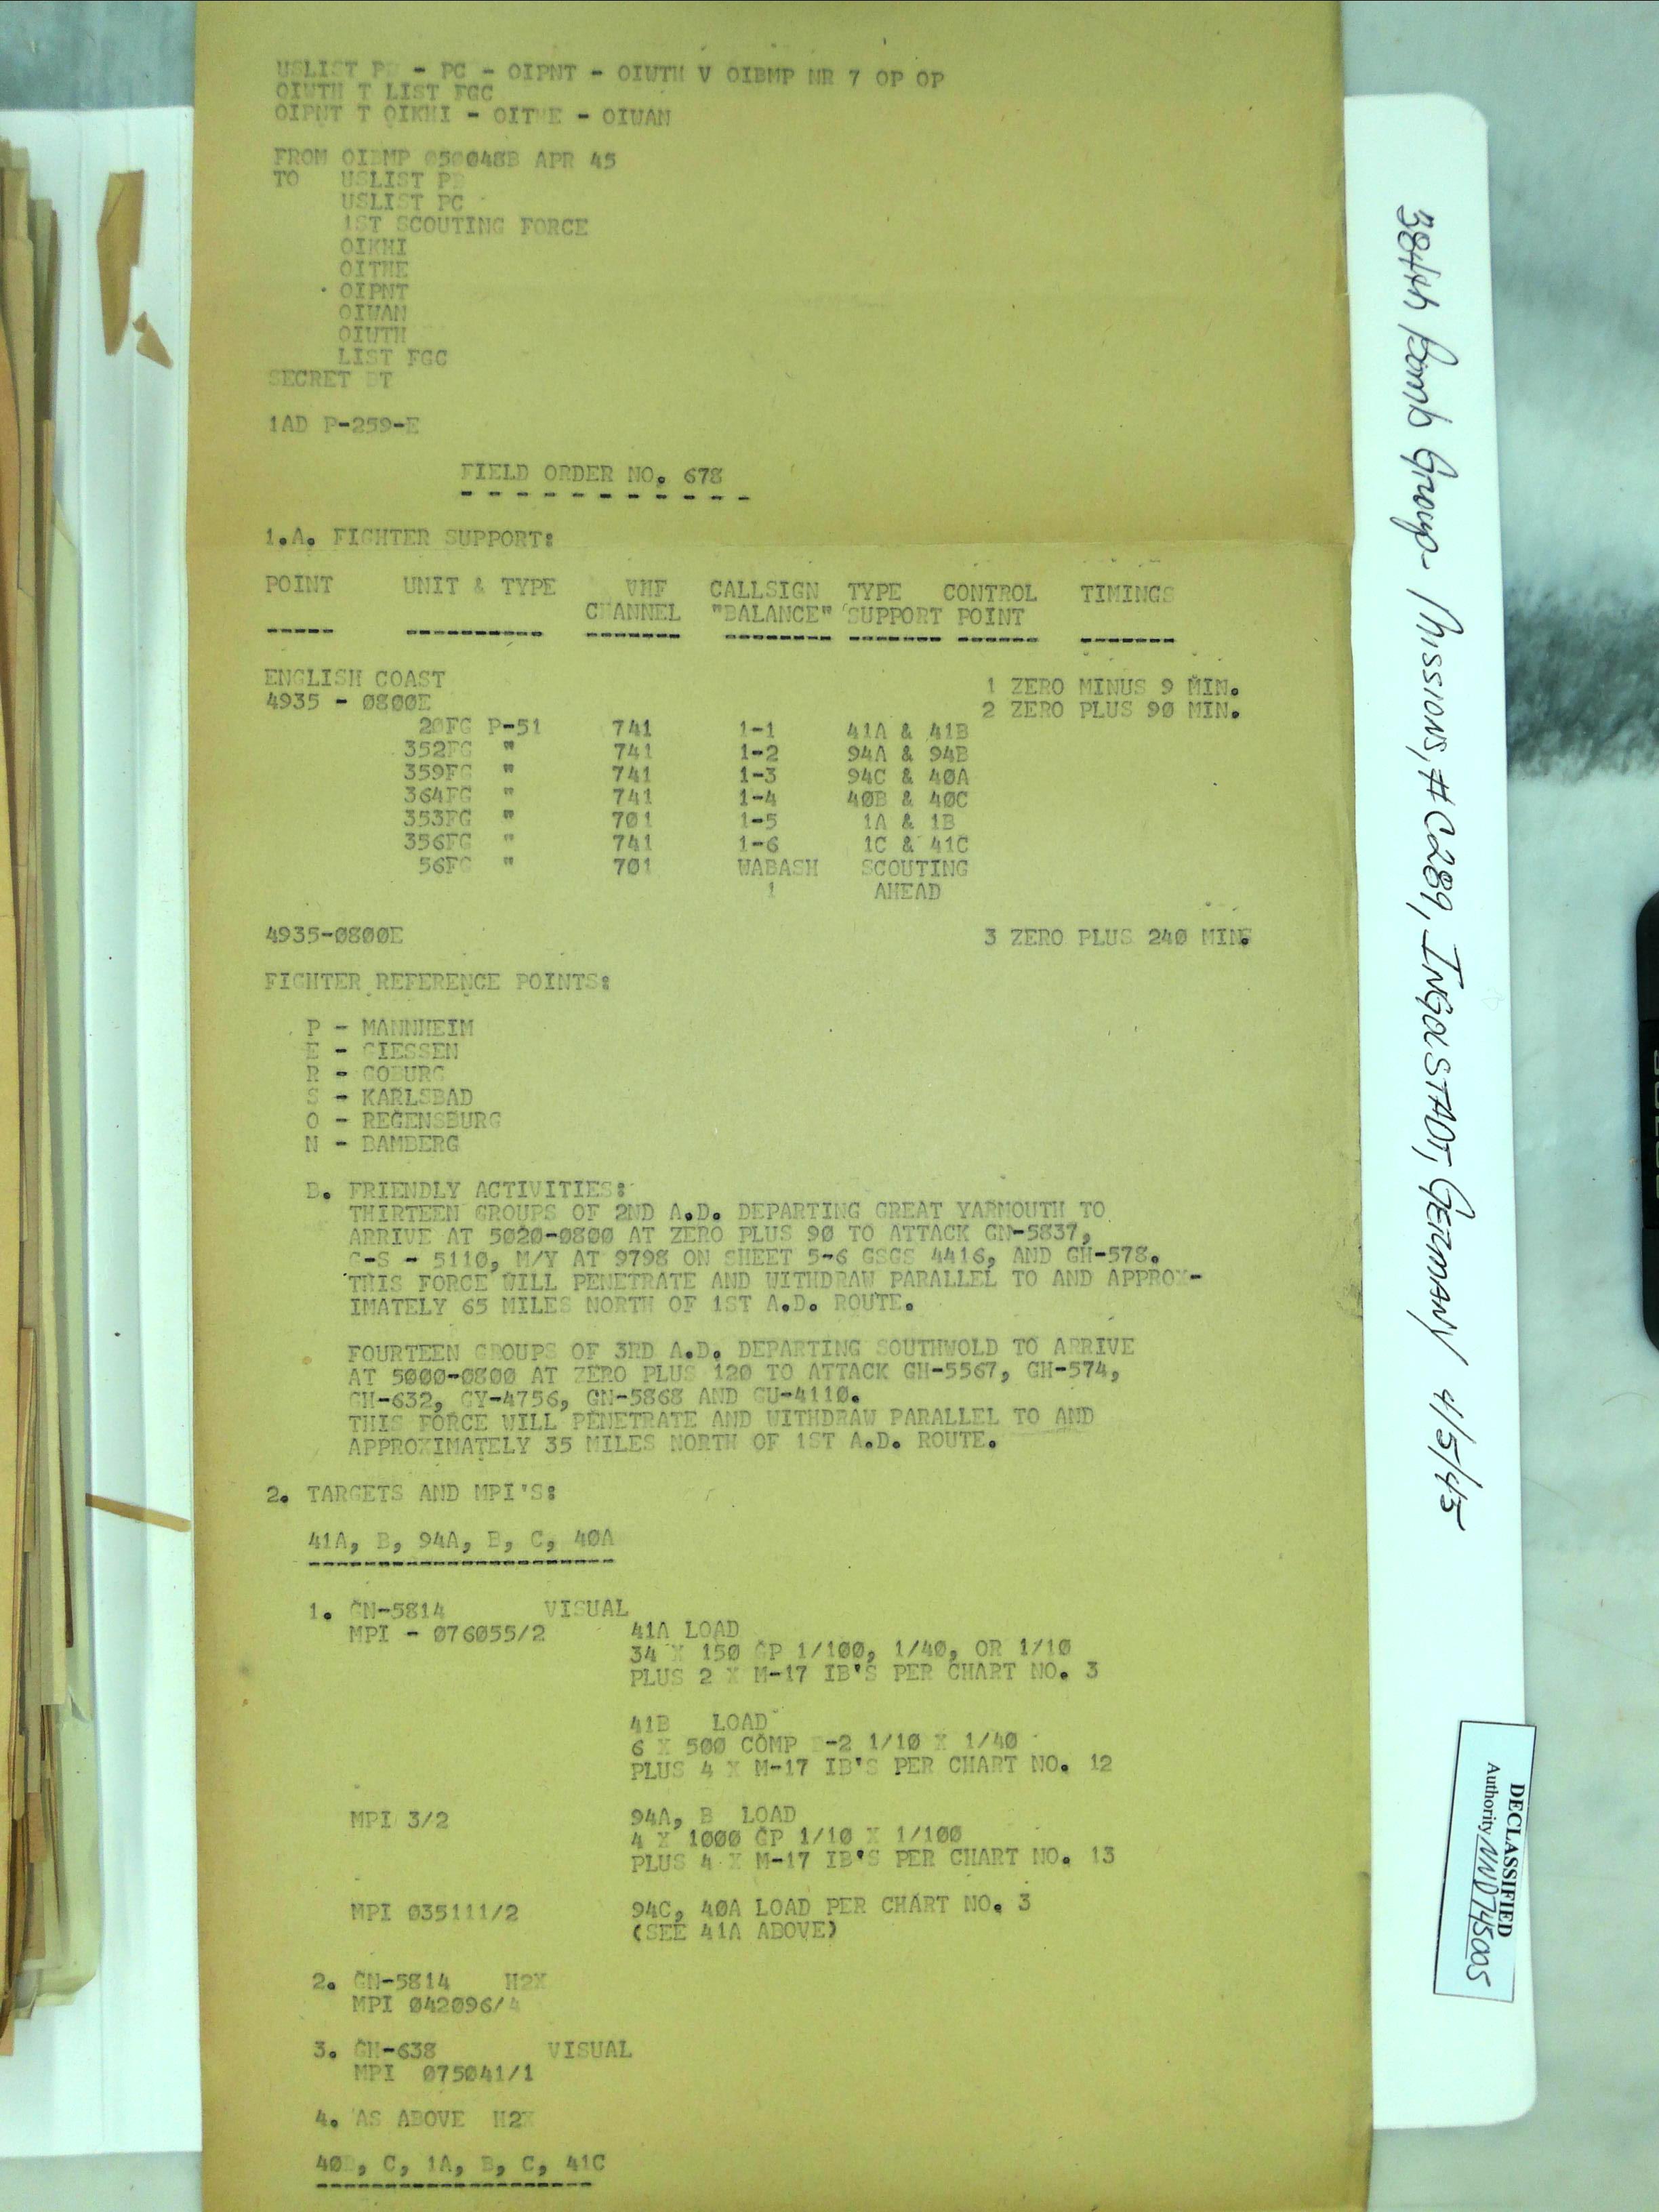 USLIST PD - PC - OIPNT - OIWTH V OIBMP NR 7 OP OP
OIWTH T LIST FGC
OIPNT T OIKHI - OITHE - OIWAN
FROM OIBMP 050048B APR 45
TO USLIST PD
USLIST PC
1ST SCOUTING FORCE
OIKHI
OITHE
OIPNT
OIWAN
OIWTH
LIST FGC
SECRET BT
1AD P-259-E
FIELD ORDER NO. 678
1.A. FIGHTER SUPPORT:
POINT UNIT & TYPE VHF CALLSIGN TYPE CONTROL TIMINGS
CHANNEL "BALANCE" SUPPORT POINT
ENGLISH COAST 1 ZERO MINUS 9 MIN.
4935 - 0800E 2 ZERO PLUS 90 MIN.
20FG P-51 741 1-1 41A & 41B
352FG " 741 1-2 94A & 94B
359FG " 741 1-3 94C & 40A
364FG " 741 1-4 40B & 40C
353FG " 701 1-5 1A & 1B
356FG " 741 1-6 1C & 41C
56FG " 701 WABASH SCOUTING
1 AHEAD
4935-0800E 3 ZERO PLUS 240 MIN.
FIGHTER REFERENCE POINTS:
P - MANNHEIM
E - GIESSEN
R - COBURG
S - KARLSBAD
O - REGENSBURG
N - BAMBERG
B. FRIENDLY ACTIVITIES:
THIRTEEN GROUPS OF 2ND A.D. DEPARTING GREAT YARMOUTH TO
ARRIVE AT 5020-0800 AT ZERO PLUS 90 TO ATTACK GN-5837,
C-S - 5110, M/Y AT 9798 ON SHEET 5-6 GSGS 4416, AND GH-578.
THIS FORCE WILL PENETRATE AND WITHDRAW PARALLEL TO AND APPROX-
IMATELY 65 MILES NORTH OF 1ST A.D. ROUTE.
FOURTEEN GROUPS OF 3RD A.D. DEPARTING SOUTHWOLD TO ARRIVE
AT 5000-0800 AT ZERO PLUS 120 TO ATTACK GH-5567, GH-574,
GH-632, GY-4756, GN-5868 AND GU-4110.
THIS FORCE WILL PENETRATE AND WITHDRAW PARALLEL TO AND
APPROXIMATELY 35 MILES NORTH OF 1ST A.D. ROUTE.
2. TARGETS AND MPI'S:
41A, B, 94A, B, C, 40A
1. GN-5814 VISUAL
MPI - 076055/2 41A LOAD
34 X 150 GP 1/100, 1/40, OR 1/10
PLUS 2 X M-17 IB'S PER CHART NO. 3
41B LOAD
6 X 500 COMP B-2 1/10 X 1/40
PLUS 4 X M-17 IB'S PER CHART NO. 12
MPI 3/2 94A, B LOAD
4 X 1000 GP 1/10 X 1/100
PLUS 4 X M-17 IB'S PER CHART NO. 13
MPI 035111/2 94C, 40A LOAD PER CHART NO. 3
(SEE 41A ABOVE)
2. GN-5814 H2X
MPI 042096/4
3. GH-638 VISUAL
MPI 075041/1
4. AS ABOVE H2X
40B, C, 1A, B, C, 41C
384th Bomb Group - Missions, # C289, INGOLSTADT, GERMANY 4/5/45
DECLASSIFIED
Authority NND745005